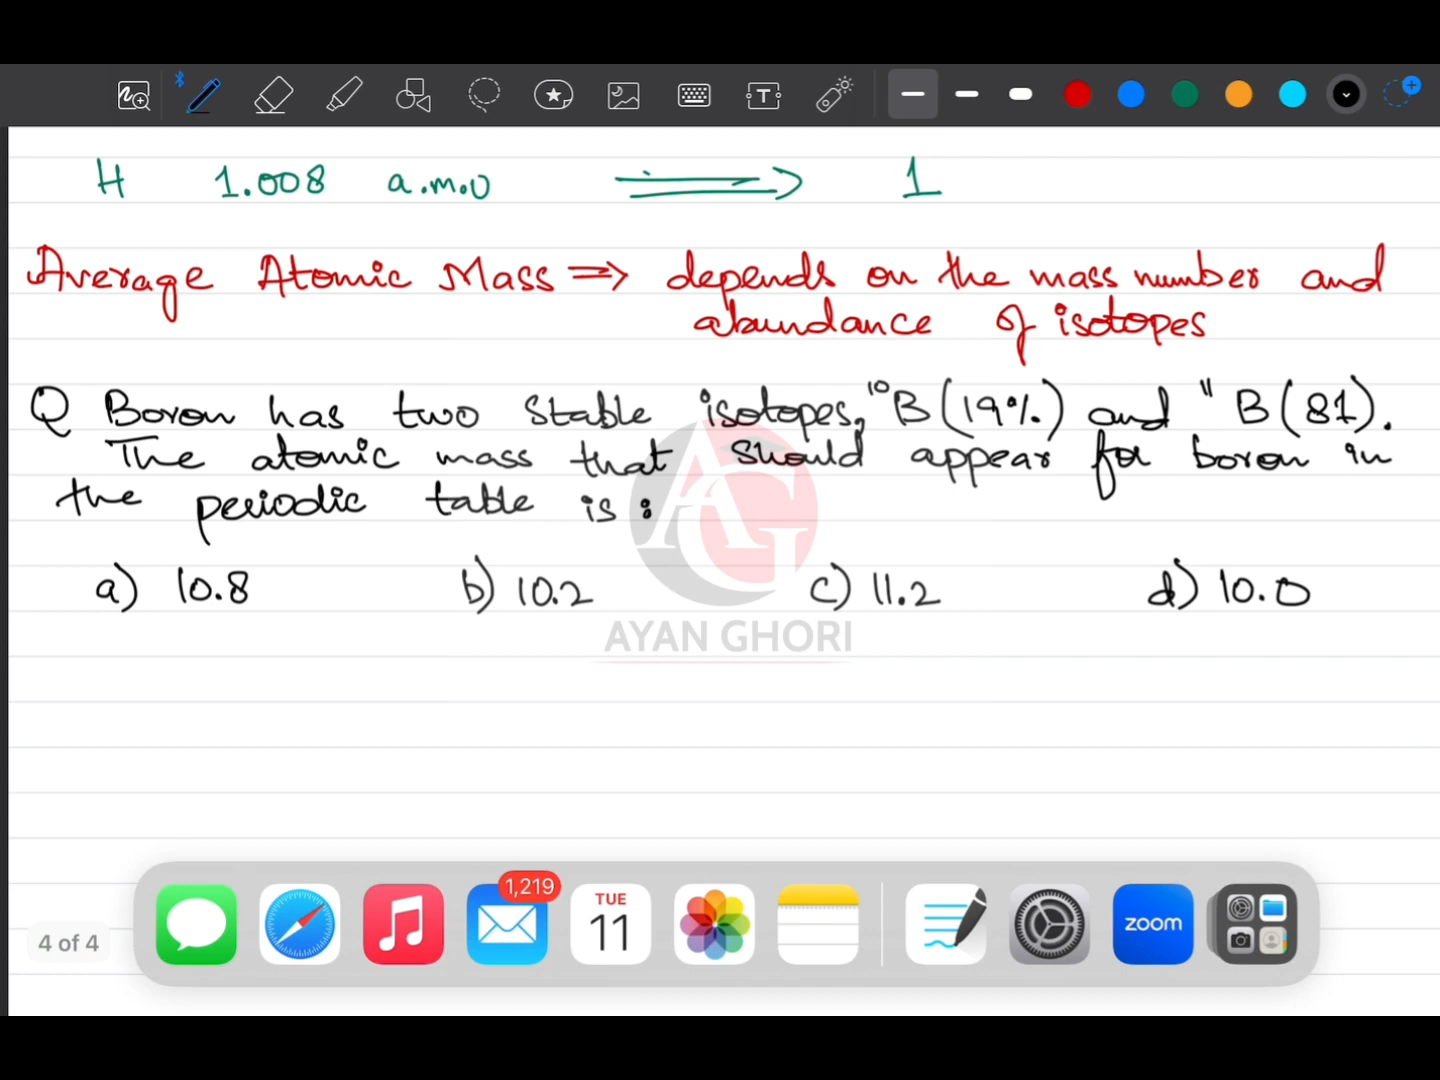 H 1.008 a.m.u ⟹ 1
Average Atomic Mass ⟹ depends on the mass number and
abundance of isotopes
Q Boron has two stable isotopes, ¹⁰B (19%) and ¹¹B (81).
The atomic mass that should appear for boron in
the periodic table is:
a) 10.8 b) 10.2 c) 11.2 d) 10.0
AG
AYAN GHORI
1,219
TUE
11
zoom
4 of 4